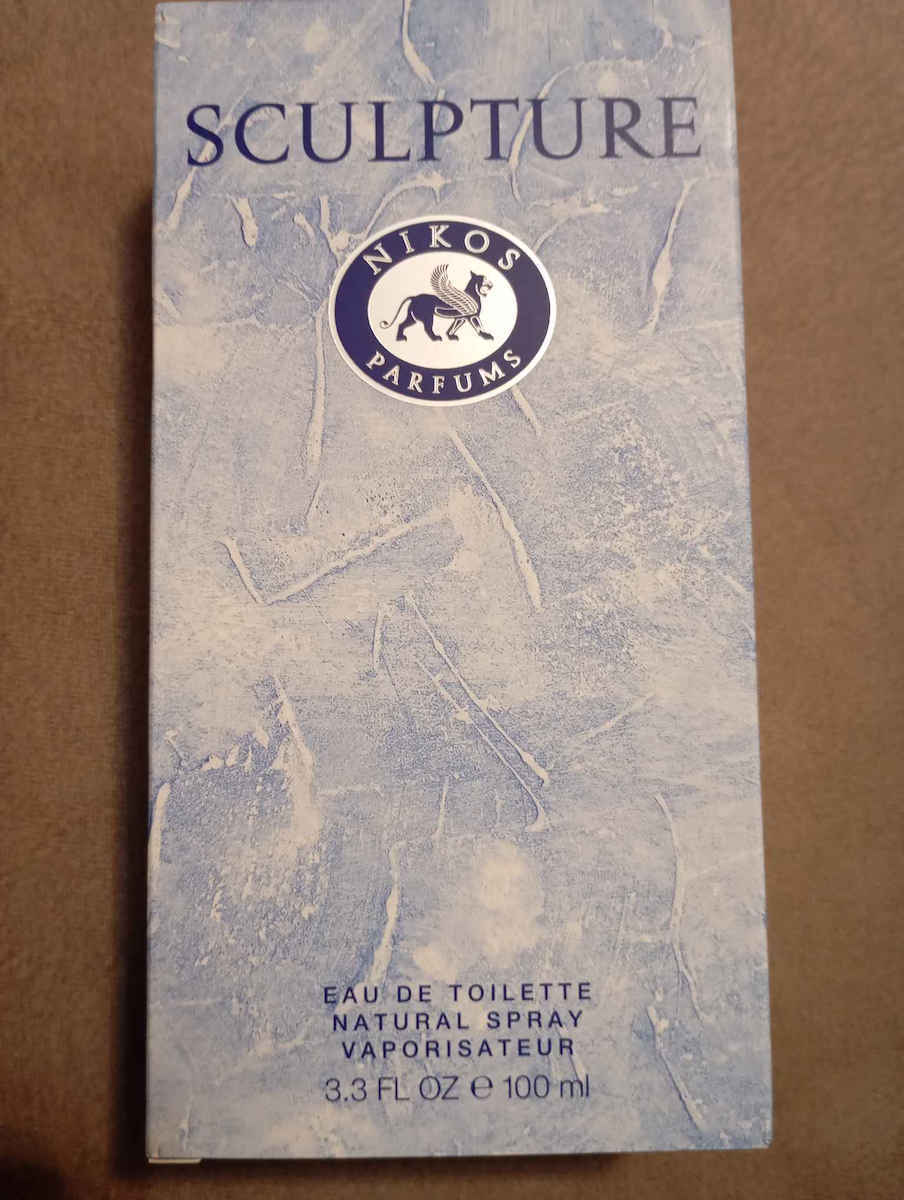 SCULPTURE
NIKOS
PARFUMS
EAU DE TOILETTE
NATURAL SPRAY
VAPORISATEUR
3.3 FL OZ ℮ 100 ml